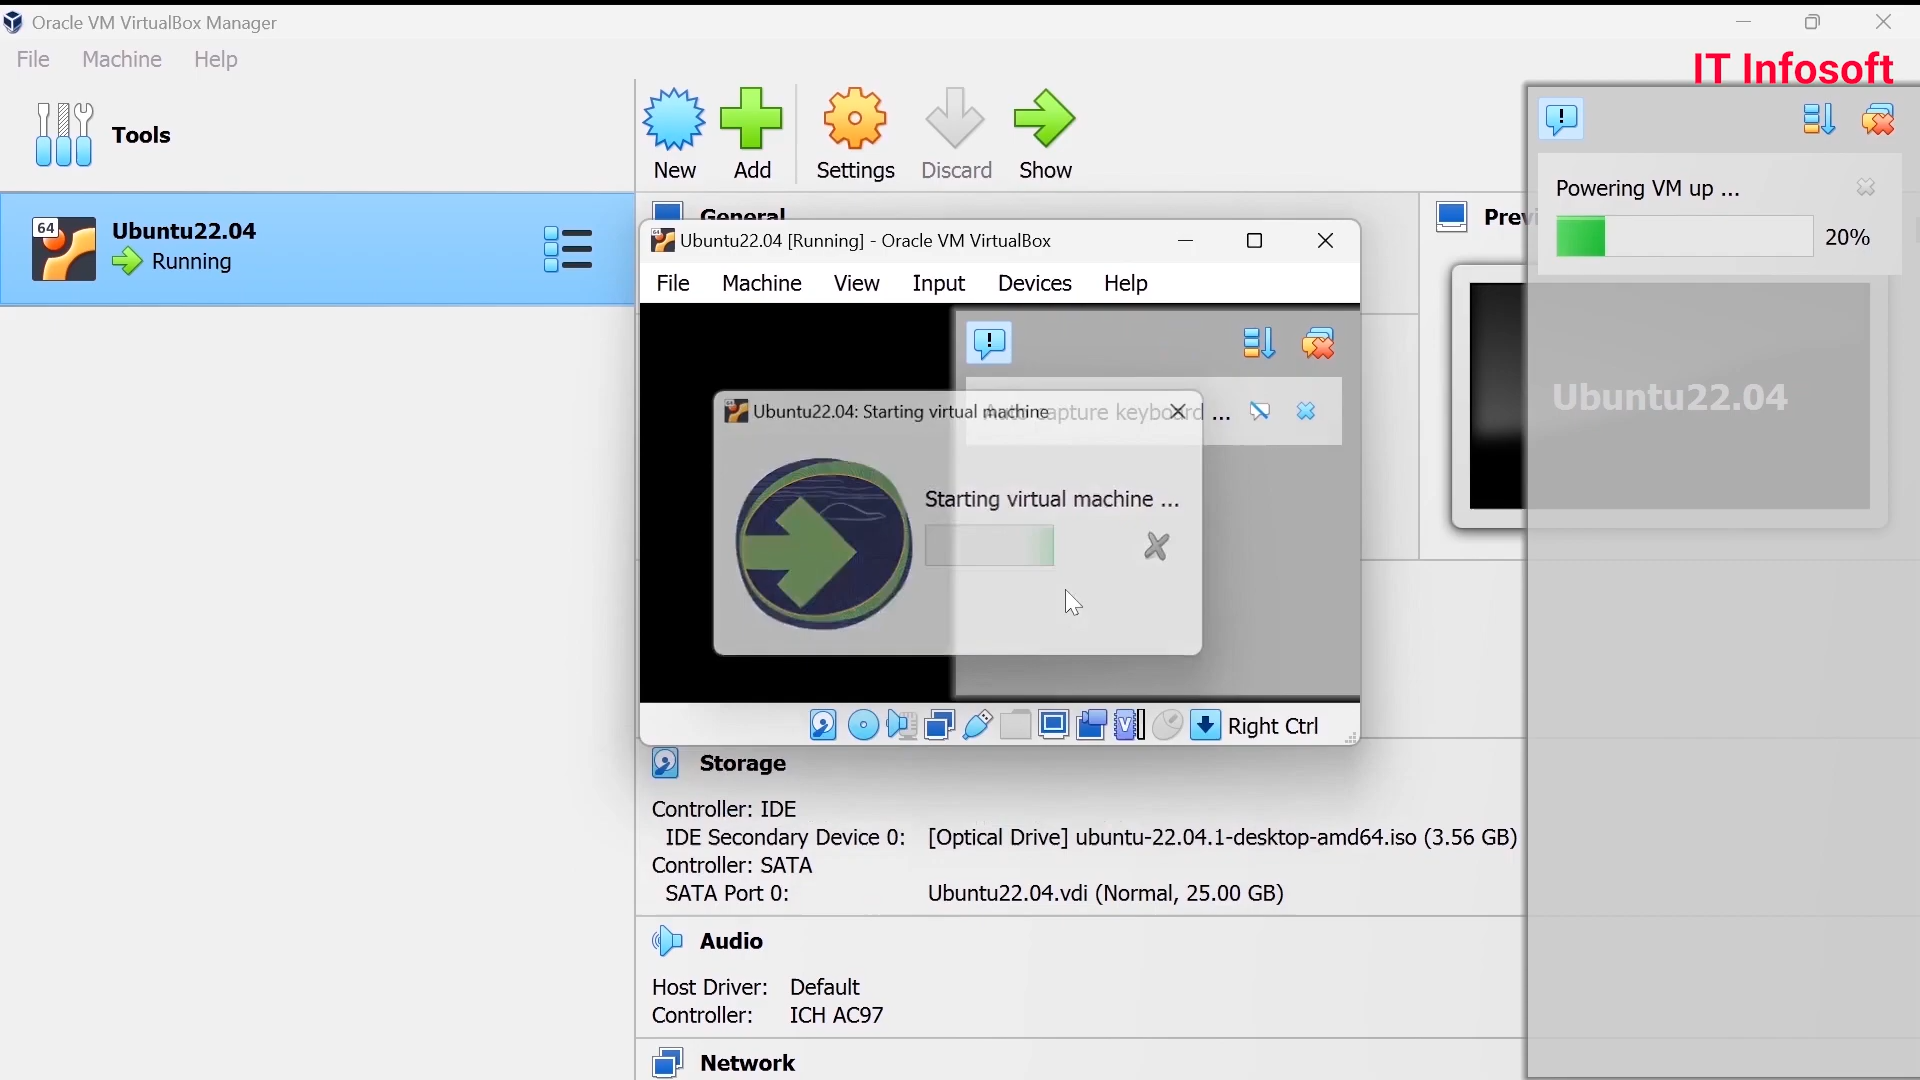 Oracle VM VirtualBox Manager
File Machine Help
IT Infosoft
Tools
New Add Settings Discard Show
64
Ubuntu22.04
Running
General
Powering VM up ...
20%
Ubuntu22.04
Ubuntu22.04 [Running] - Oracle VM VirtualBox
File Machine View Input Devices Help
Ubuntu22.04: Starting virtual machine
capture keyboard ...
Starting virtual machine ...
Right Ctrl
Storage
Controller: IDE
IDE Secondary Device 0: [Optical Drive] ubuntu-22.04.1-desktop-amd64.iso (3.56 GB)
Controller: SATA
SATA Port 0: Ubuntu22.04.vdi (Normal, 25.00 GB)
Audio
Host Driver: Default
Controller: ICH AC97
Network